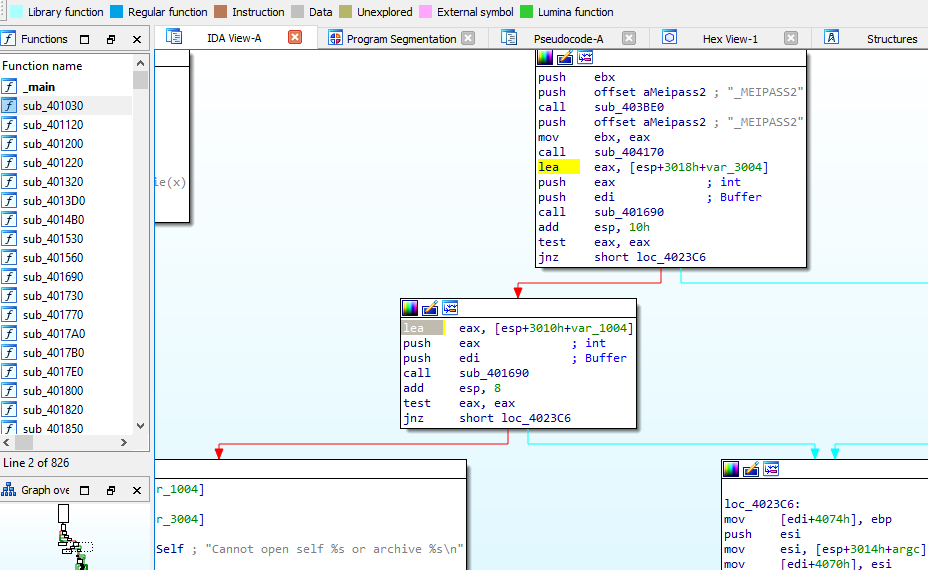 Library function Regular function Instruction Data Unexplored External symbol Lumina function
Functions
IDA View-A Program Segmentation Pseudocode-A Hex View-1 Structures
Function name
_main
sub_401030
sub_401120
sub_401200
sub_401220
sub_401320
sub_4013D0
sub_4014B0
sub_401530
sub_401560
sub_401690
sub_401730
sub_401770
sub_4017A0
sub_4017B0
sub_4017E0
sub_401800
sub_401820
sub_401850
Line 2 of 826
Graph ove
ie(x)
push ebx
push offset aMeipass2 ; "_MEIPASS2"
call sub_403BE0
push offset aMeipass2 ; "_MEIPASS2"
mov ebx, eax
call sub_404170
lea eax, [esp+3018h+var_3004]
push eax ; int
push edi ; Buffer
call sub_401690
add esp, 10h
test eax, eax
jnz short loc_4023C6
lea eax, [esp+3010h+var_1004]
push eax ; int
push edi ; Buffer
call sub_401690
add esp, 8
test eax, eax
jnz short loc_4023C6
r_1004]
r_3004]
Self ; "Cannot open self %s or archive %s\n"
loc_4023C6:
mov [edi+4074h], ebp
push esi
mov esi, [esp+3014h+argc]
mov [edi+4070h], esi